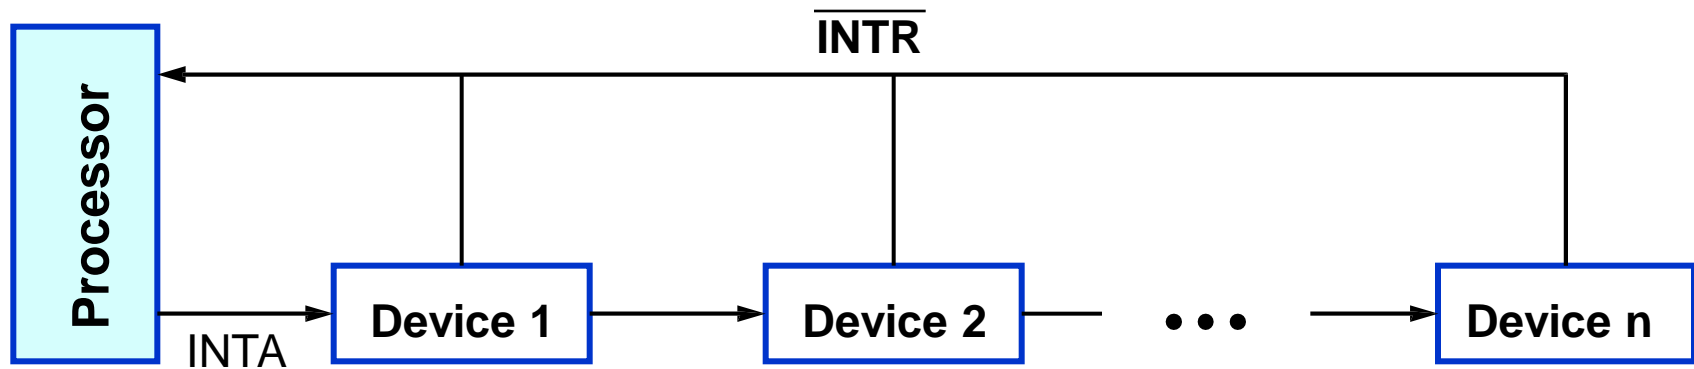 INTR
Processor
Device 1
Device 2
• • •
Device n
INTA